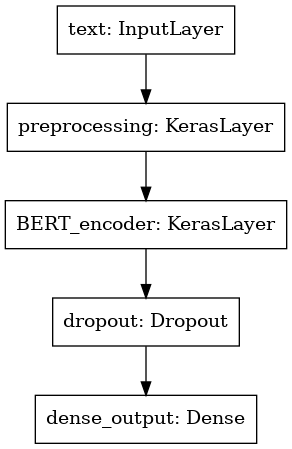 text: InputLayer
preprocessing: KerasLayer
BERT_encoder: KerasLayer
dropout: Dropout
dense_output: Dense